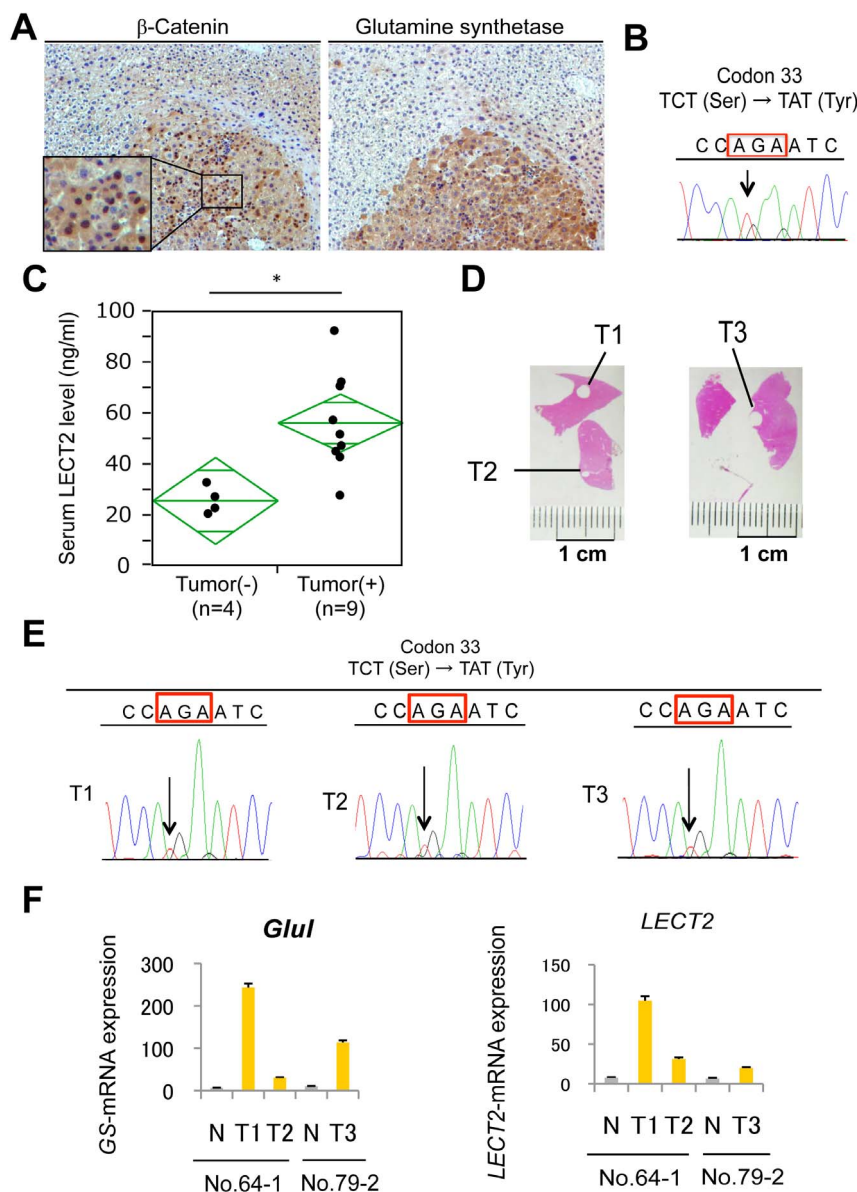 A
β-Catenin
Glutamine synthetase
B
Codon 33
TCT (Ser) → TAT (Tyr)
C C A G A A T C
C
*
Serum LECT2 level (ng/ml)
100
80
60
40
20
0
Tumor(-)
(n=4)
Tumor(+)
(n=9)
D
T1
T2
1 cm
T3
1 cm
E
Codon 33
TCT (Ser) → TAT (Tyr)
C C A G A A T C
C C A G A A T C
C C A G A A T C
T1
T2
T3
F
Glul
GS-mRNA expression
300
200
100
0
N T1 T2 N T3
No.64-1
No.79-2
LECT2
LECT2-mRNA expression
150
100
50
0
N T1 T2 N T3
No.64-1
No.79-2